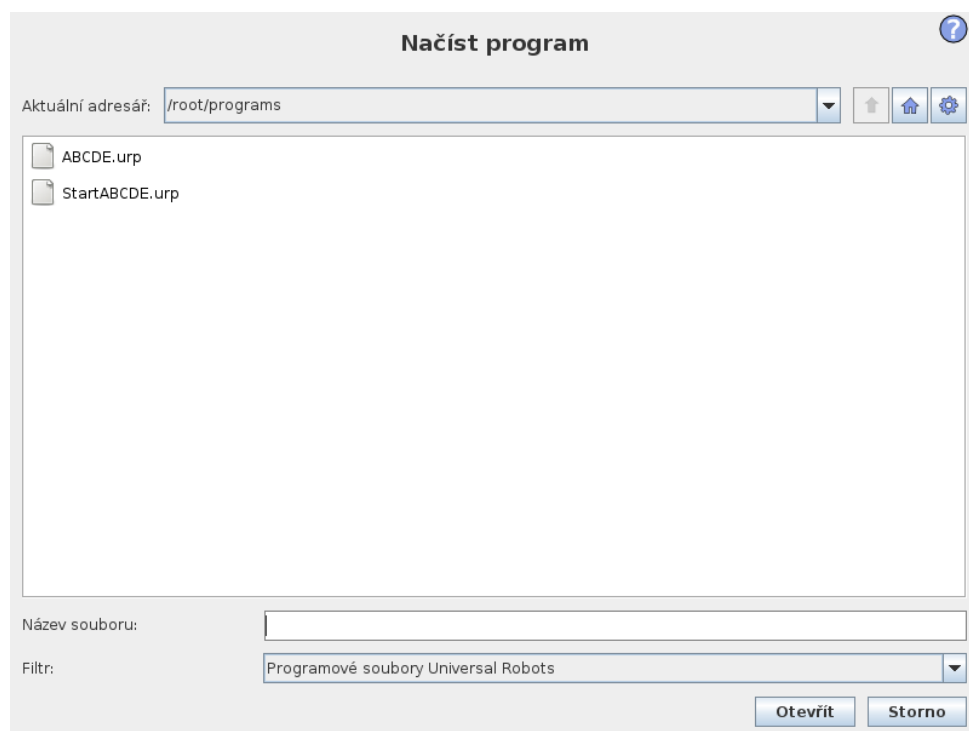 Načíst program
?
Aktuální adresář: /root/programs
ABCDE.urp
StartABCDE.urp
Název souboru:
Filtr: Programové soubory Universal Robots
Otevřít Storno